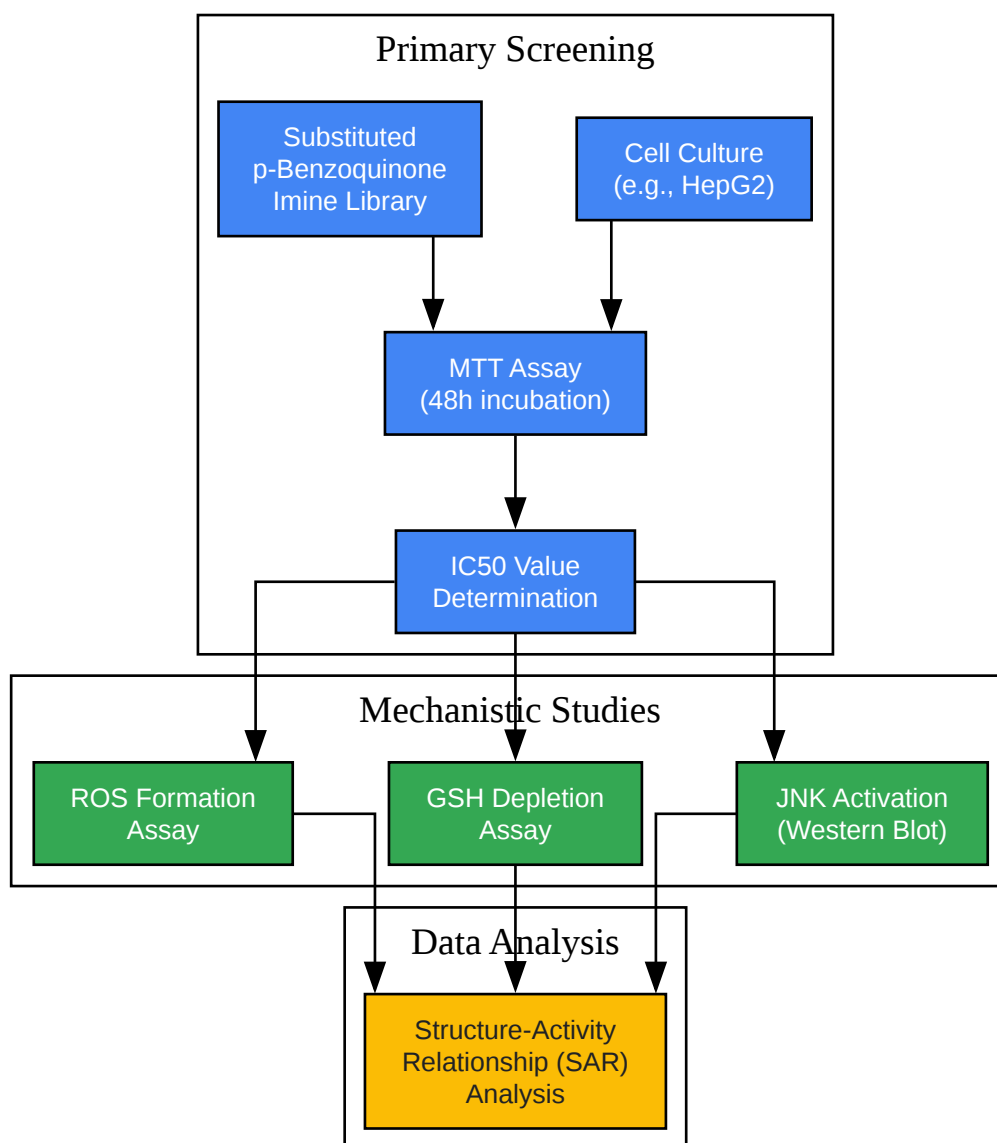 Primary Screening
Substituted
p-Benzoquinone
Imine Library
Cell Culture
(e.g., HepG2)
MTT Assay
(48h incubation)
IC50 Value
Determination
Mechanistic Studies
ROS Formation
Assay
GSH Depletion
Assay
JNK Activation
(Western Blot)
Data Analysis
Structure-Activity
Relationship (SAR)
Analysis